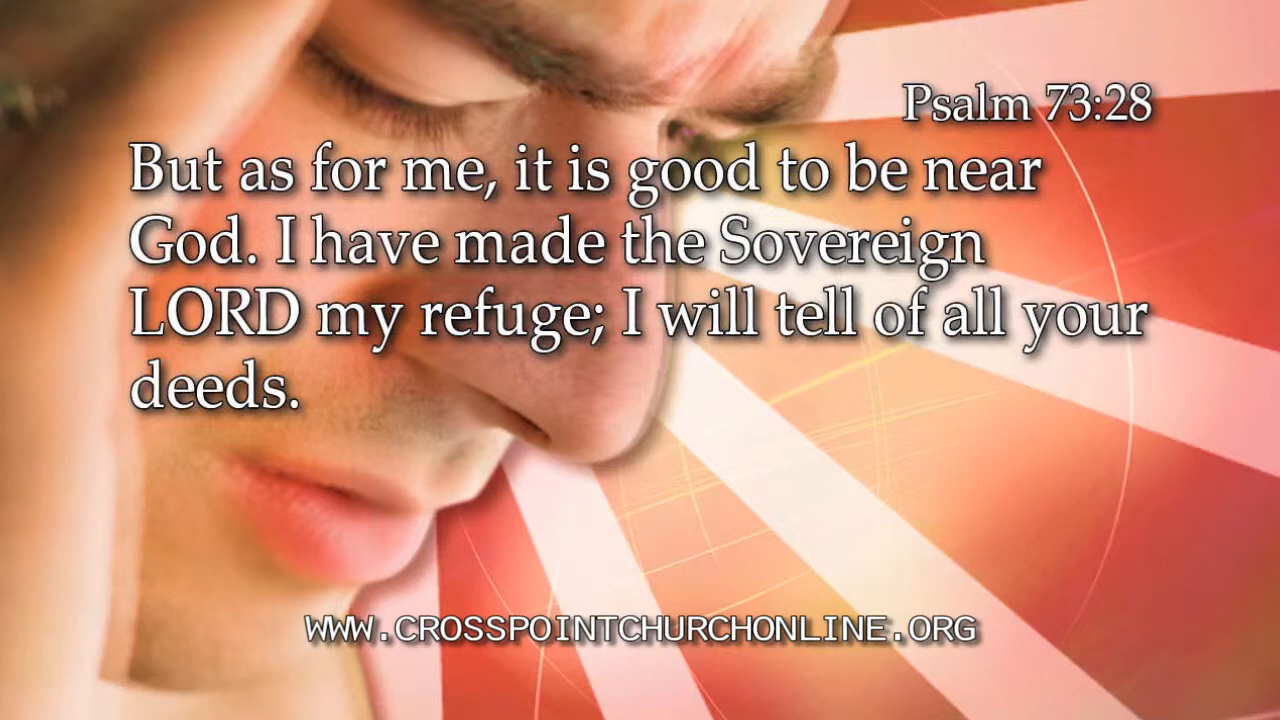 Psalm 73:28
But as for me, it is good to be near
God. I have made the Sovereign
LORD my refuge; I will tell of all your
deeds.
WWW.CROSSPOINTCHURCHONLINE.ORG